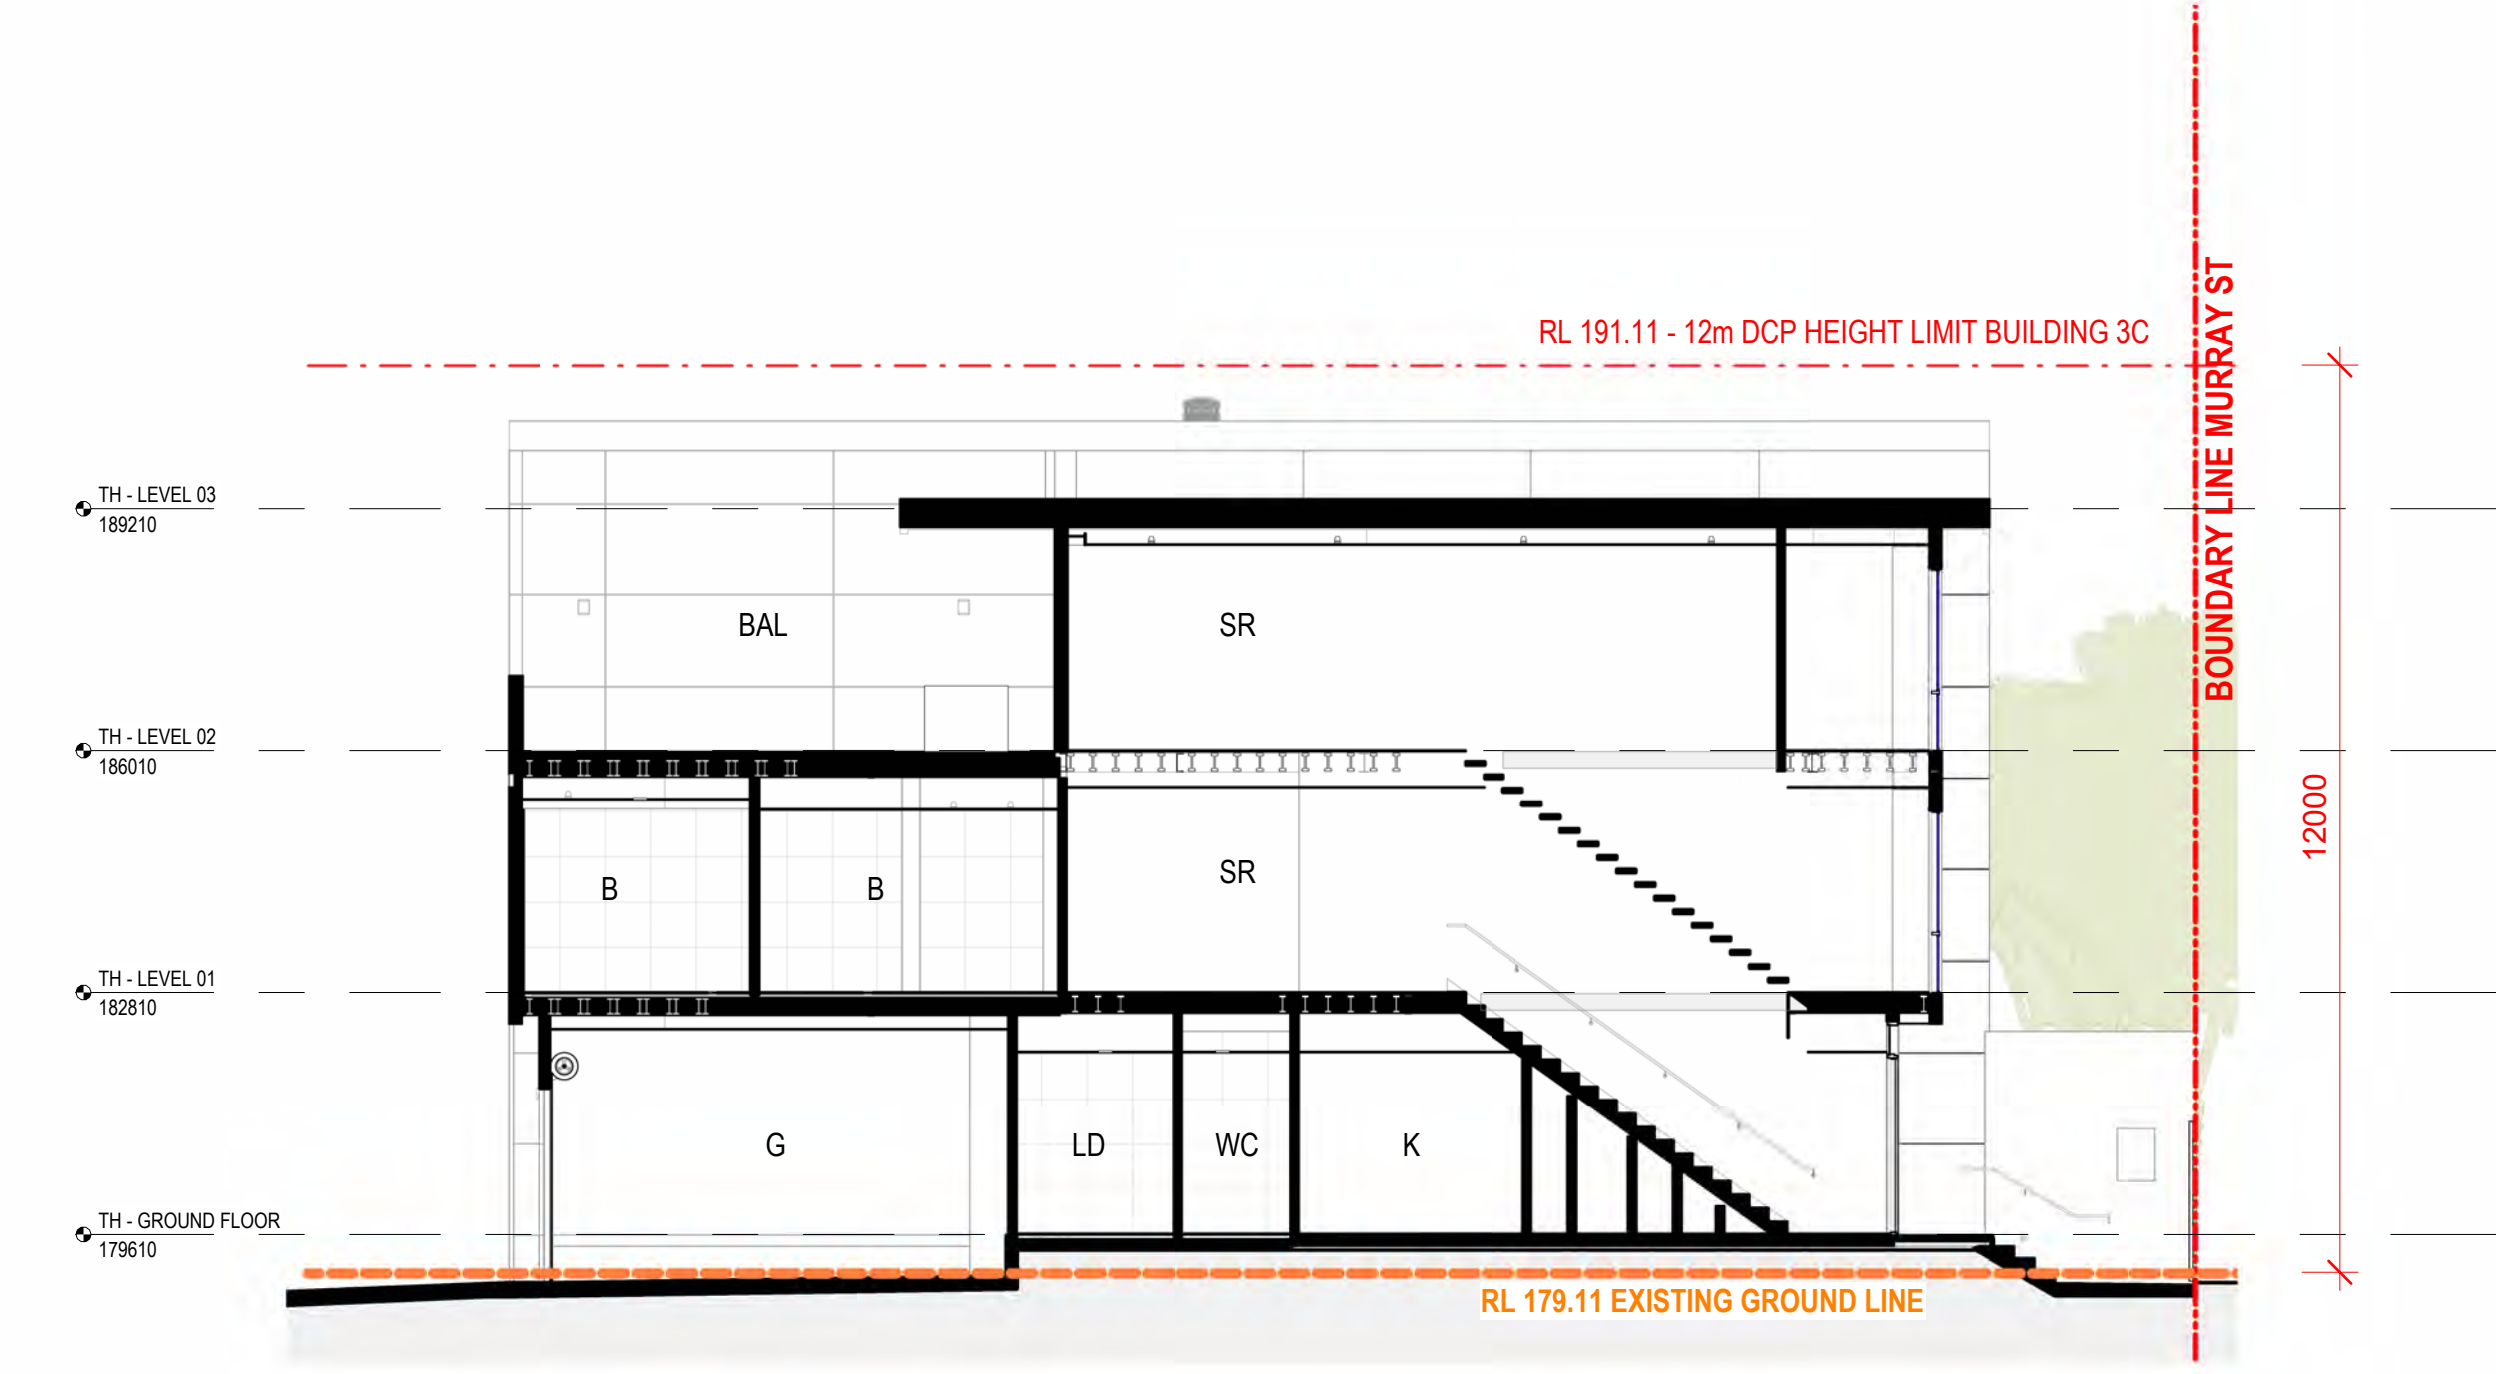 RL 191.11 - 12m DCP HEIGHT LIMIT BUILDING 3C
BOUNDARY LINE MURRAY ST
TH - LEVEL 03
189210
BAL
SR
TH - LEVEL 02
186010
12000
B
B
SR
TH - LEVEL 01
182810
G
LD
WC
K
TH - GROUND FLOOR
179610
RL 179.11 EXISTING GROUND LINE